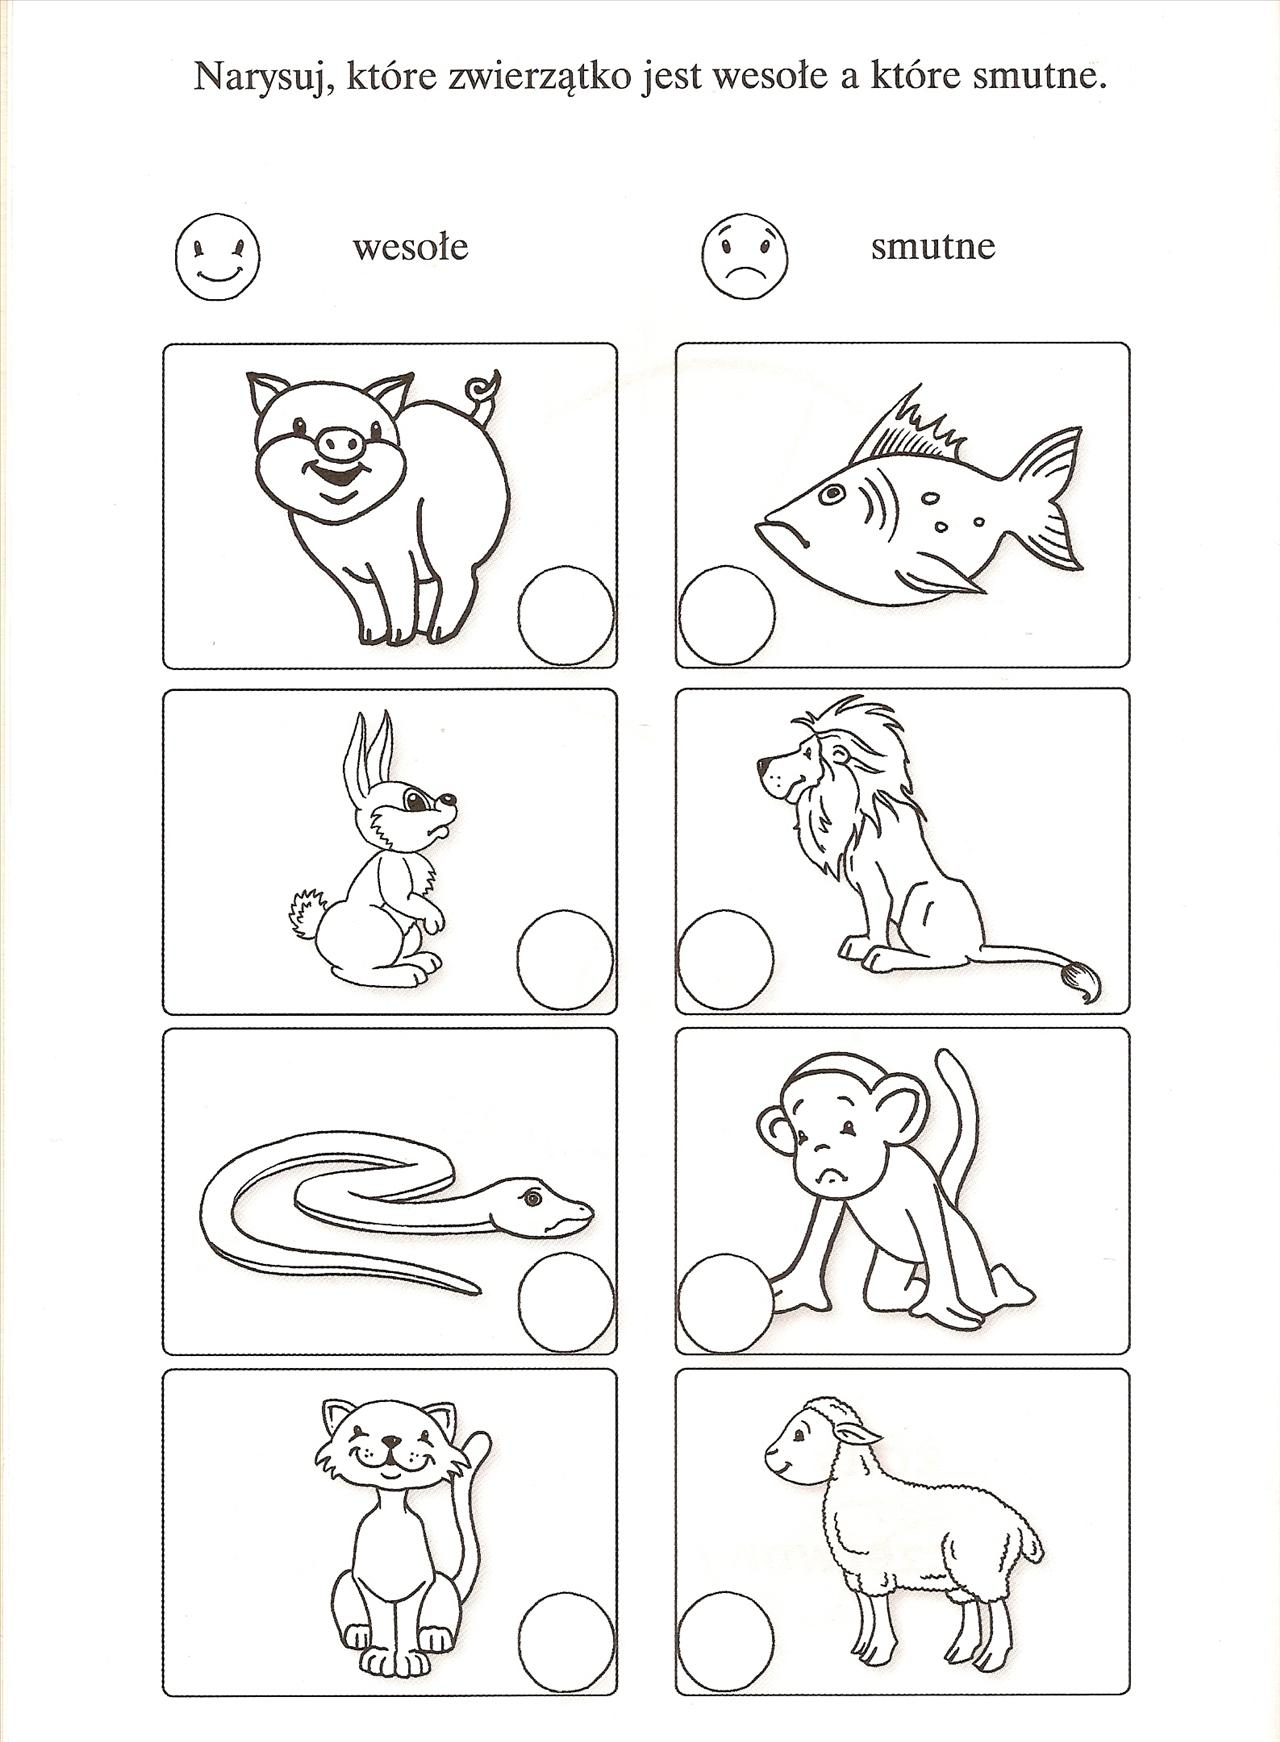 Narysuj, które zwierzątko jest wesołe a które smutne.
wesołe
smutne